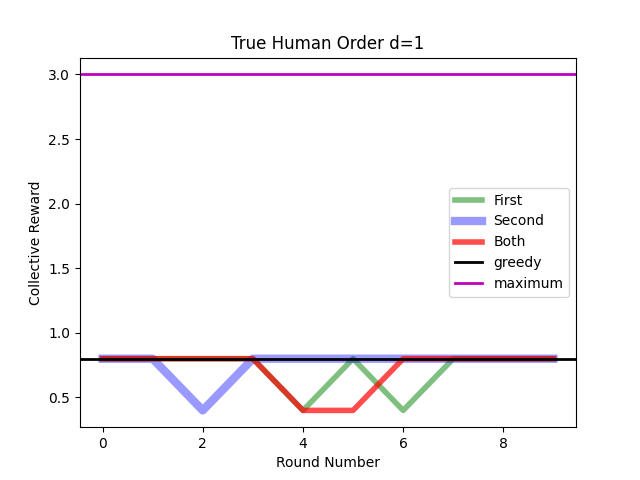 True Human Order d=1
Collective Reward
3.0
2.5
2.0
1.5
1.0
0.5
First
Second
Both
greedy
maximum
0 2 4 6 8
Round Number